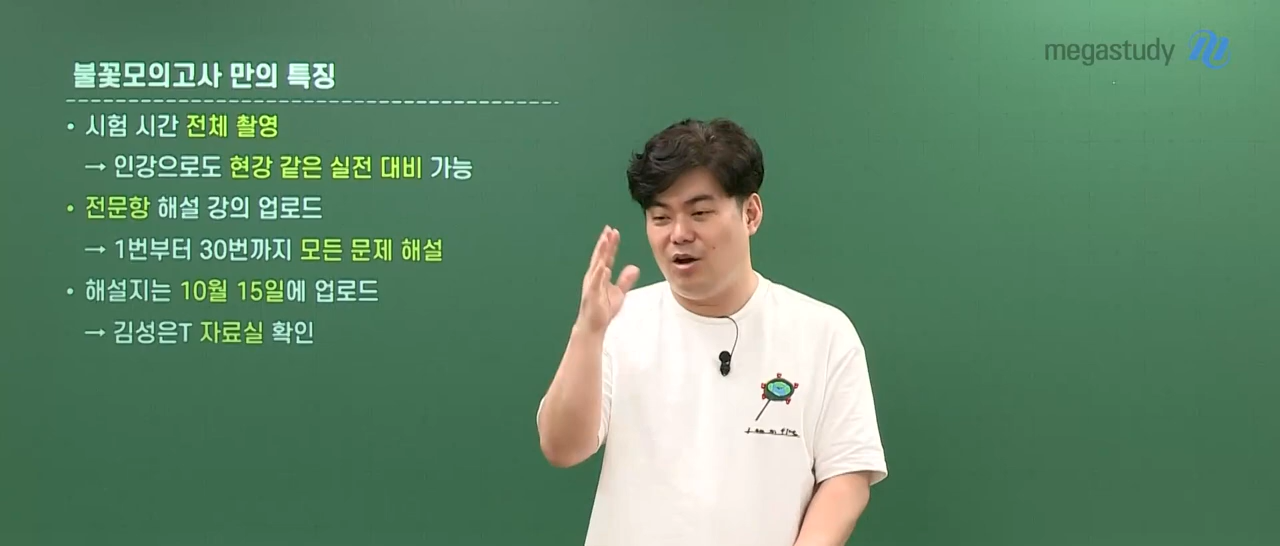 불꽃모의고사 만의 특징
• 시험 시간 전체 촬영
→ 인강으로도 현강 같은 실전 대비 가능
• 전문항 해설 강의 업로드
→ 1번부터 30번까지 모든 문제 해설
• 해설지는 10월 15일에 업로드
→ 김성은T 자료실 확인
megastudy